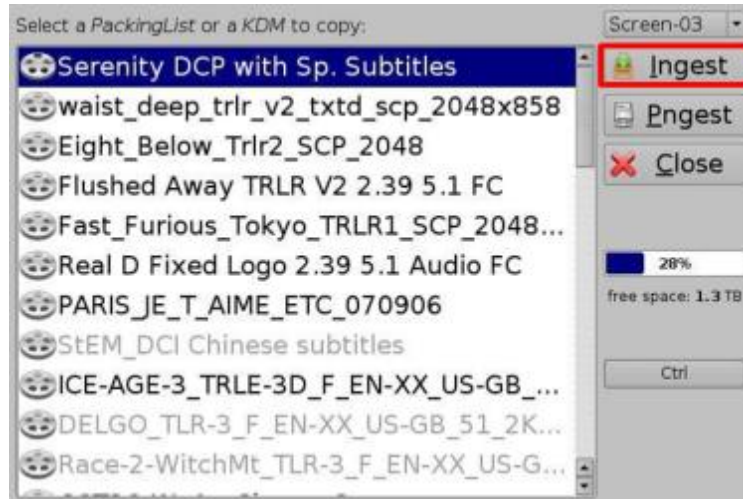 Select a PackingList or a KDM to copy:
Screen-03
Serenity DCP with Sp. Subtitles
waist_deep_trlr_v2_txtd_scp_2048x858
Eight_Below_Trlr2_SCP_2048
Flushed Away TRLR V2 2.39 5.1 FC
Fast_Furious_Tokyo_TRLR1_SCP_2048...
Real D Fixed Logo 2.39 5.1 Audio FC
PARIS_JE_T_AIME_ETC_070906
StEM_DCI Chinese subtitles
ICE-AGE-3_TRLE-3D_F_EN-XX_US-GB_...
DELGO_TLR-3_F_EN-XX_US-GB_51_2K...
Race-2-WitchMt_TLR-3_F_EN-XX_US-G...
Ingest
Pngest
Close
28%
free space: 1.3 TB
Ctrl